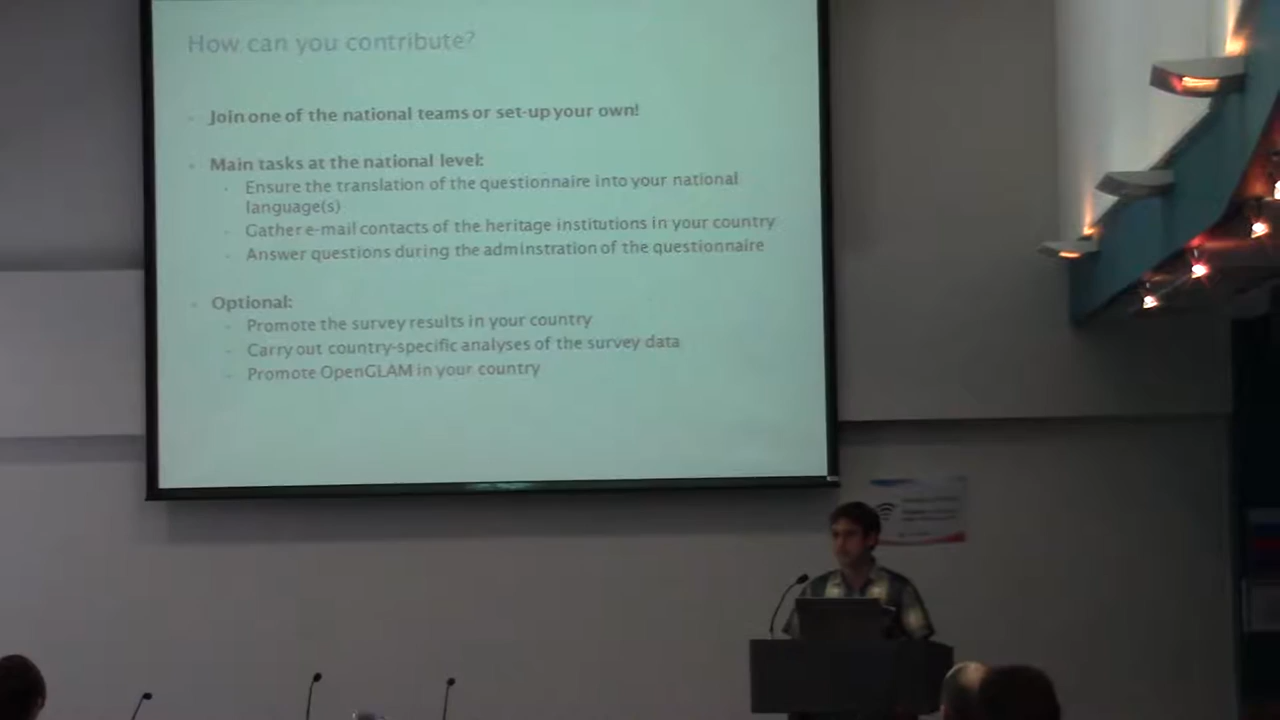 How can you contribute?
Join one of the national teams or set-up your own!
Main tasks at the national level:
Ensure the translation of the questionnaire into your national
language(s)
Gather e-mail contacts of the heritage institutions in your country
Answer questions during the adminstration of the questionnaire
Optional:
Promote the survey results in your country
Carry out country-specific analyses of the survey data
Promote OpenGLAM in your country